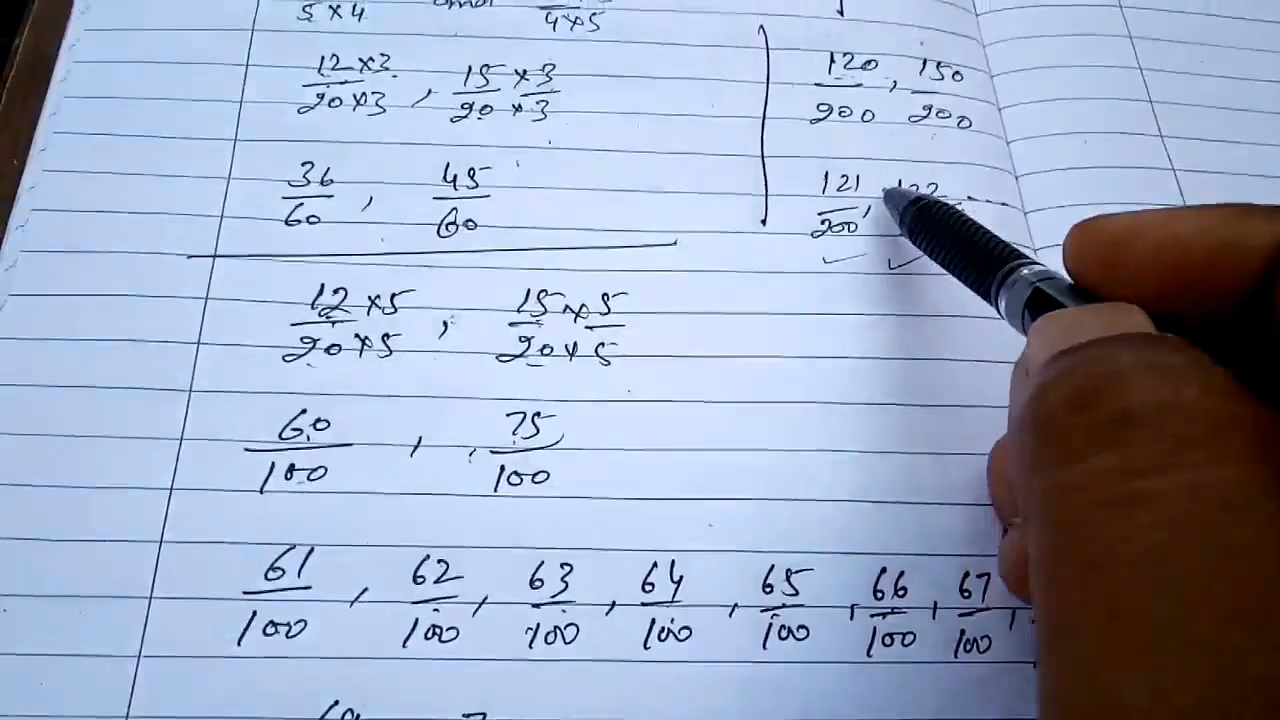 5 x 4 4 x 5
12 x 3 / 20 x 3 , 15 x 3 / 20 x 3
36 / 60 , 45 / 60
12 x 5 / 20 x 5 , 15 x 5 / 20 x 5
60 / 100 , 75 / 100
61 / 100 , 62 / 100 , 63 / 100 , 64 / 100 , 65 / 100 , 66 / 100 , 67 / 100 ,
120 / 200 , 150 / 200
121 / 200 , 122